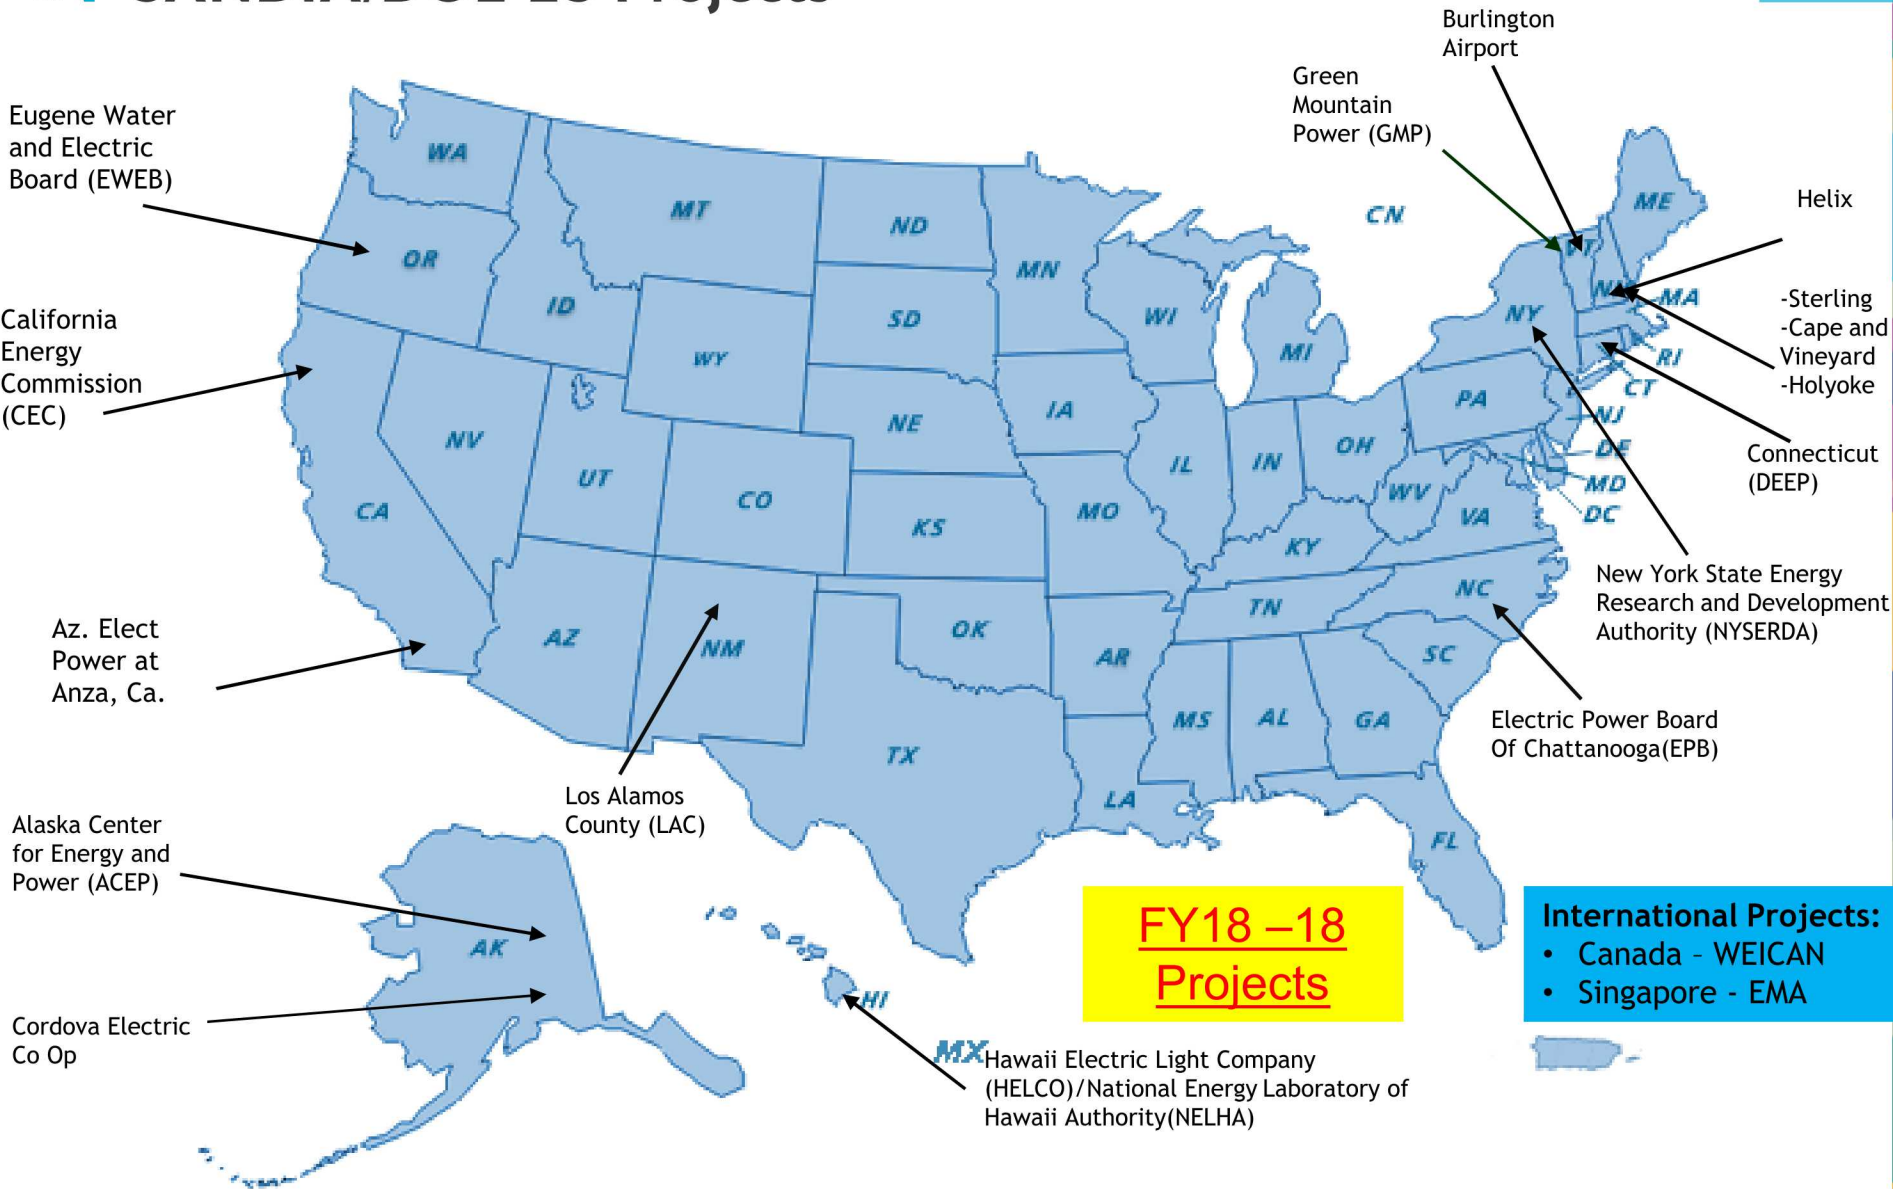 SANDIA/DOE ES Projects
Burlington
Airport
Green
Mountain
Power (GMP)
Eugene Water
and Electric
Board (EWEB)
Helix
California
Energy
Commission
(CEC)
-Sterling
-Cape and
Vineyard
-Holyoke
Connecticut
(DEEP)
New York State Energy
Research and Development
Authority (NYSERDA)
Az. Elect
Power at
Anza, Ca.
Electric Power Board
Of Chattanooga(EPB)
Los Alamos
County (LAC)
Alaska Center
for Energy and
Power (ACEP)
Cordova Electric
Co Op
Hawaii Electric Light Company
(HELCO)/National Energy Laboratory of
Hawaii Authority(NELHA)
FY18 –18
Projects
International Projects:
• Canada – WEICAN
• Singapore - EMA
WA
OR
CA
ID
NV
MT
WY
UT
AZ
CO
NM
ND
SD
NE
KS
OK
TX
MN
IA
MO
AR
LA
WI
IL
MI
IN
OH
KY
TN
MS
AL
GA
FL
SC
NC
VA
WV
PA
NY
VT
ME
MA
RI
CT
NJ
DE
MD
DC
CN
AK
HI
MX